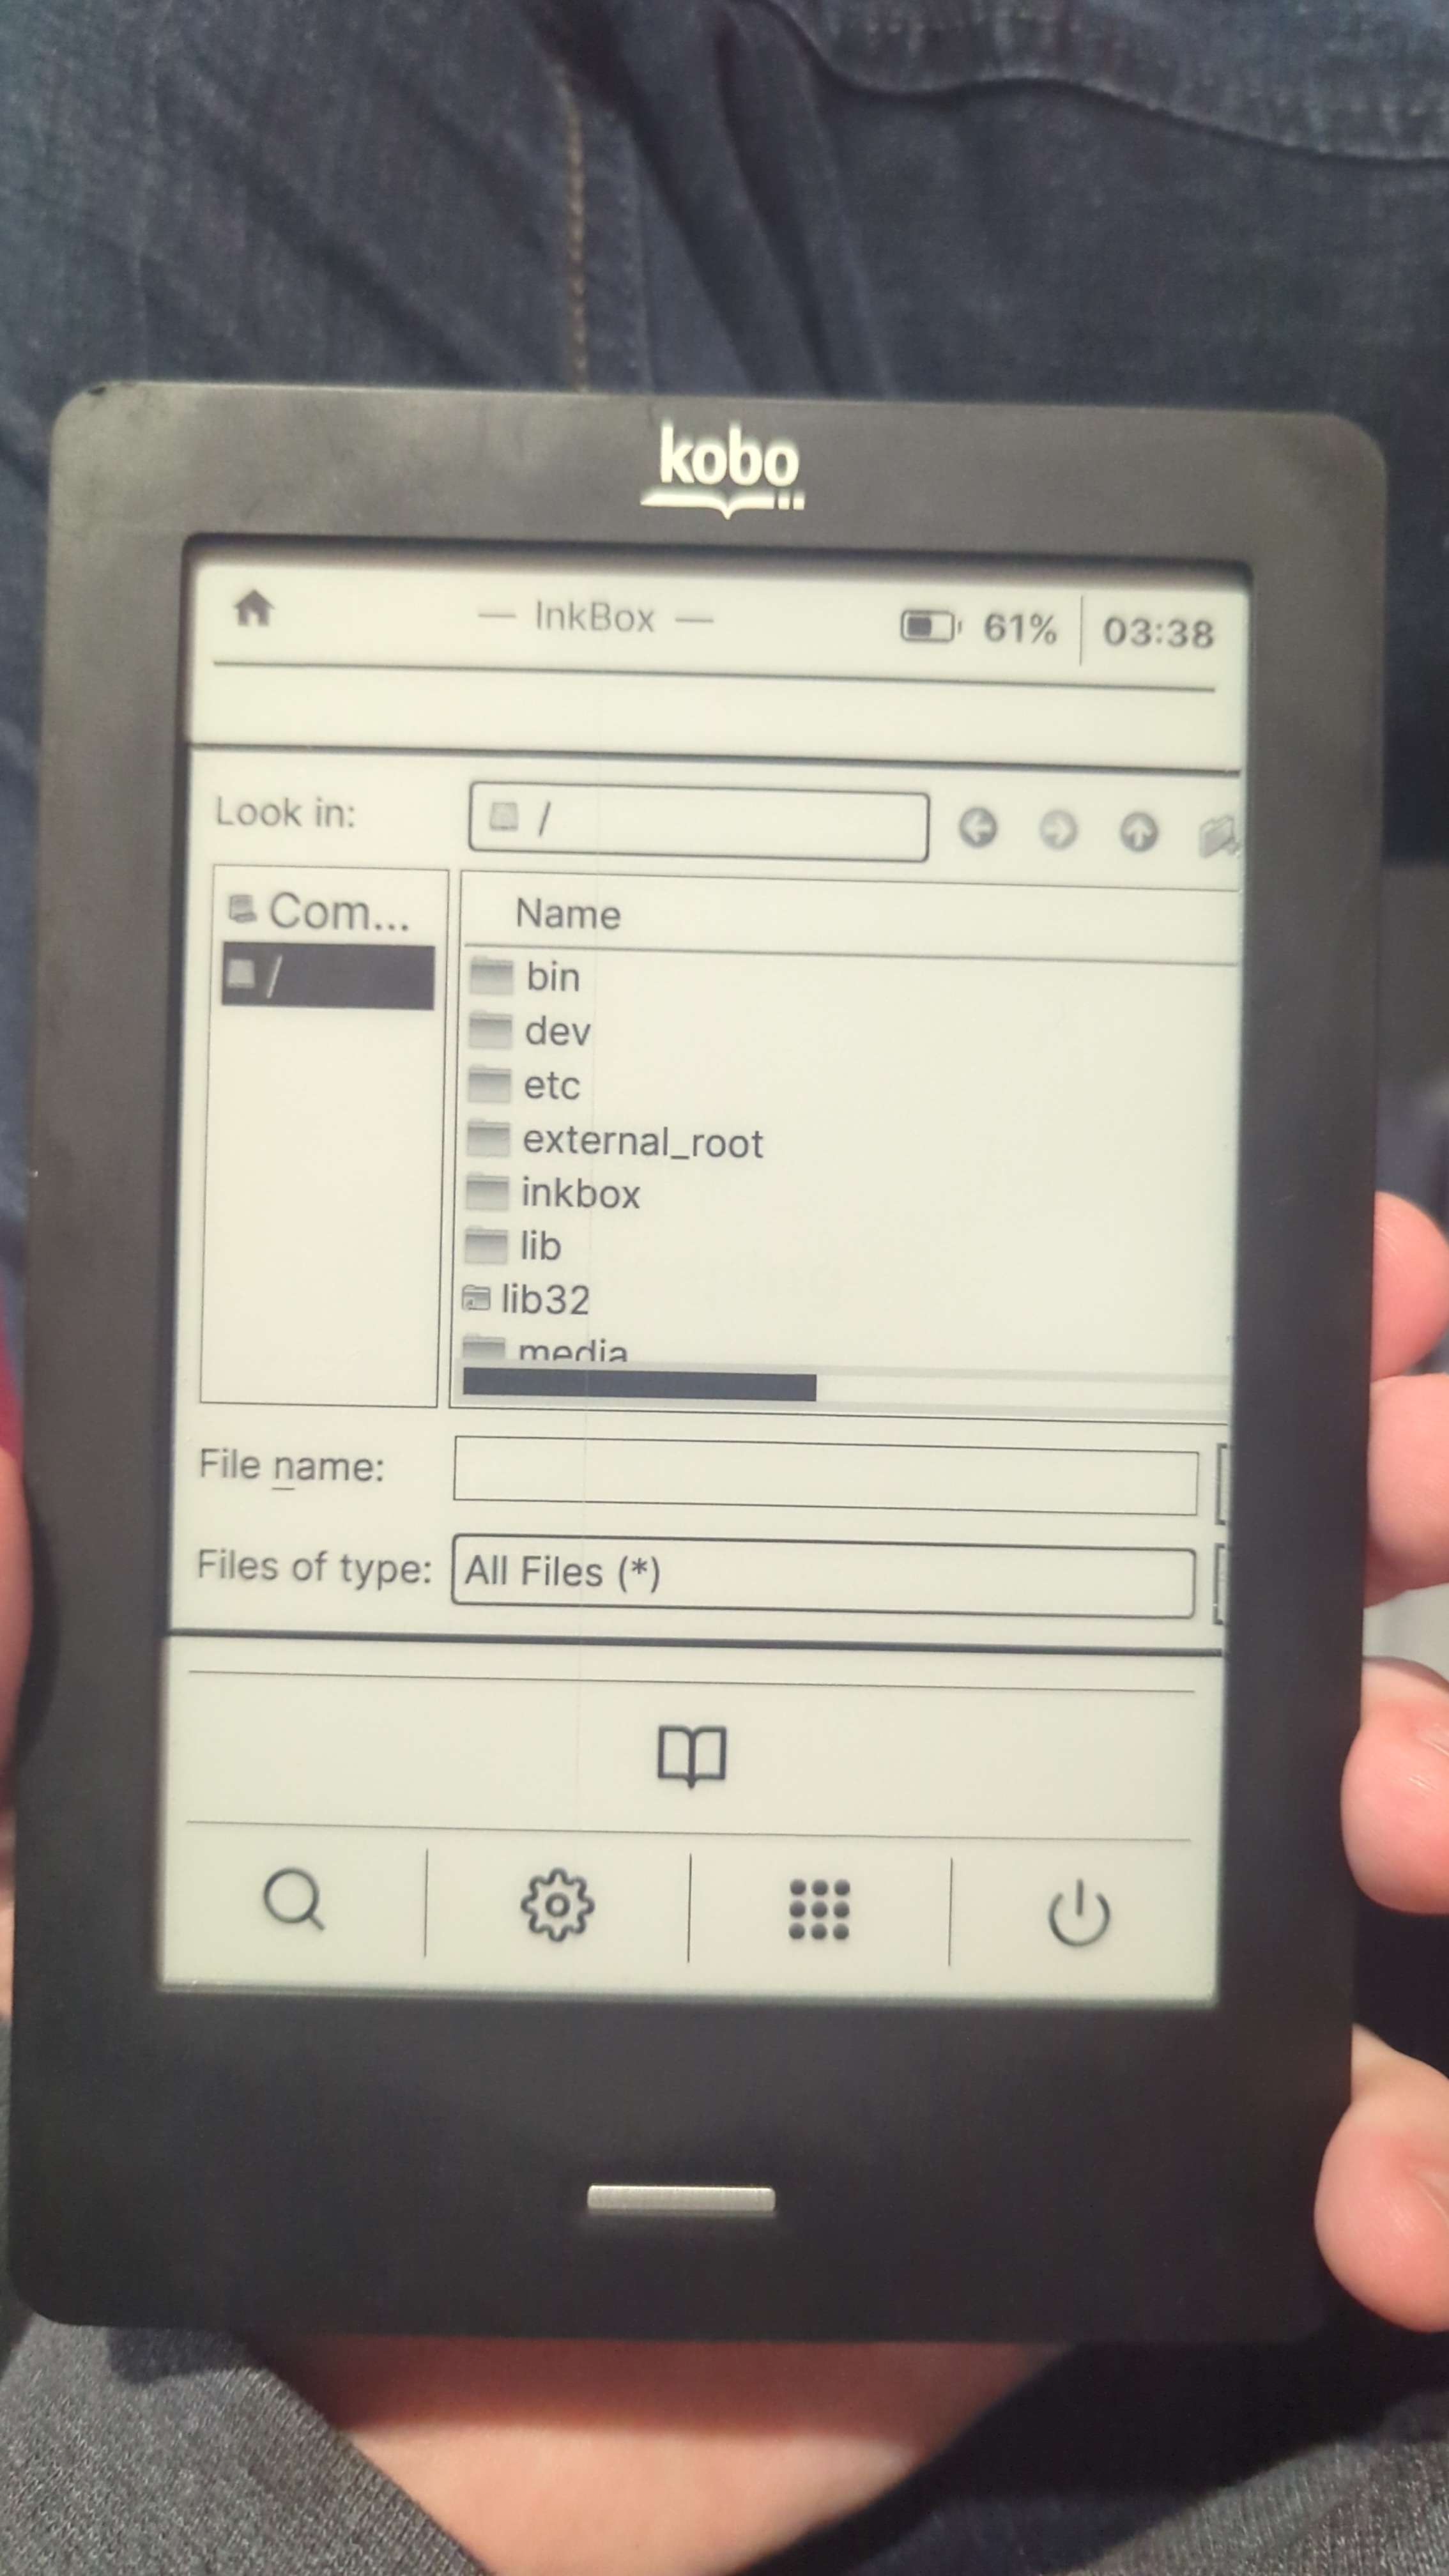 kobo
— InkBox —
61%
03:38
Look in:
/
Com...
/
Name
bin
dev
etc
external_root
inkbox
lib
lib32
media
File name:
Files of type:
All Files (*)